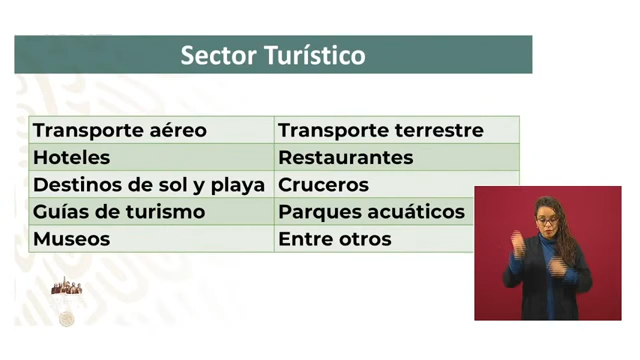 Sector Turístico
Transporte aéreo Transporte terrestre
Hoteles Restaurantes
Destinos de sol y playa Cruceros
Guías de turismo Parques acuáticos
Museos Entre otros